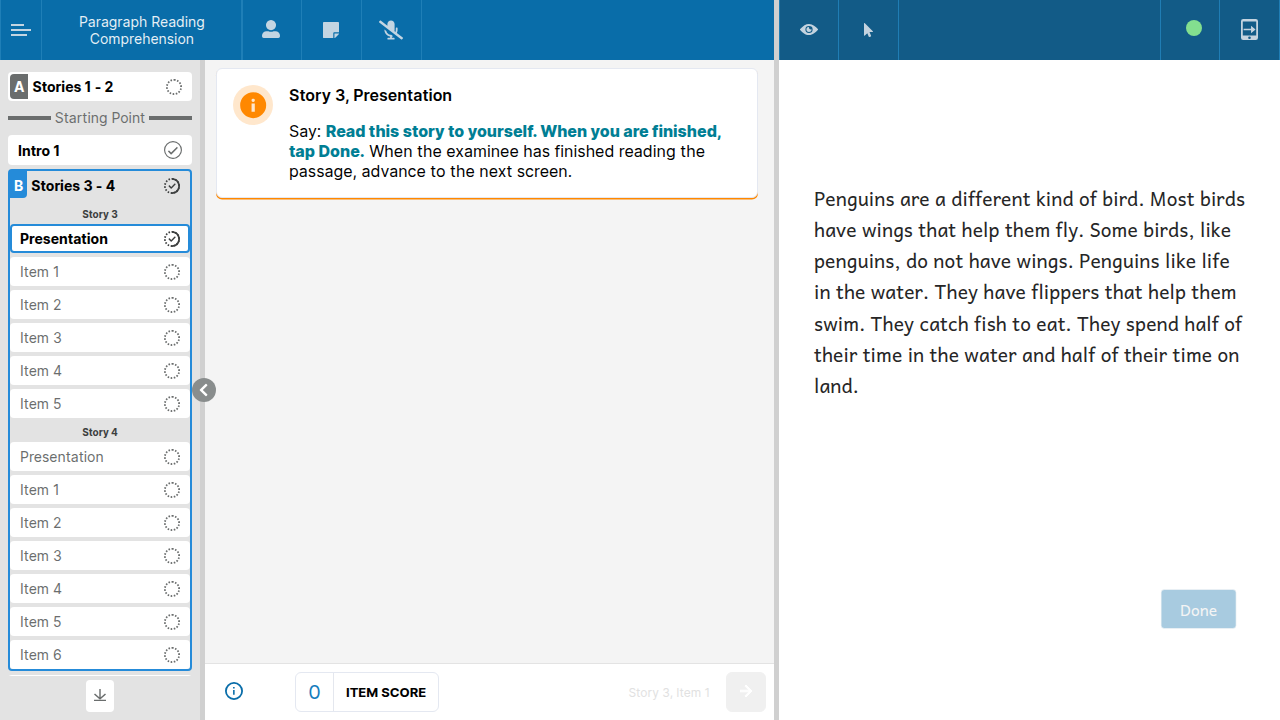 Paragraph Reading
Comprehension
A Stories 1 - 2
Starting Point
Intro 1
B Stories 3 - 4
Story 3
Presentation
Item 1
Item 2
Item 3
Item 4
Item 5
Story 4
Presentation
Item 1
Item 2
Item 3
Item 4
Item 5
Item 6
Story 3, Presentation
Say: Read this story to yourself. When you are finished,
tap Done. When the examinee has finished reading the
passage, advance to the next screen.
0 ITEM SCORE
Story 3, Item 1
Penguins are a different kind of bird. Most birds
have wings that help them fly. Some birds, like
penguins, do not have wings. Penguins like life
in the water. They have flippers that help them
swim. They catch fish to eat. They spend half of
their time in the water and half of their time on
land.
Done